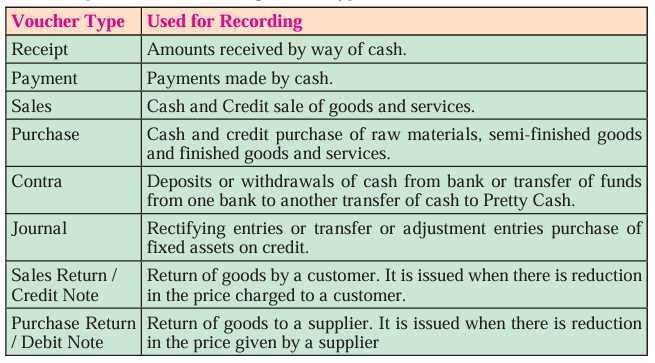 Voucher Type Used for Recording
Receipt Amounts received by way of cash.
Payment Payments made by cash.
Sales Cash and Credit sale of goods and services.
Purchase Cash and credit purchase of raw materials, semi-finished goods
and finished goods and services.
Contra Deposits or withdrawals of cash from bank or transfer of funds
from one bank to another transfer of cash to Pretty Cash.
Journal Rectifying entries or transfer or adjustment entries purchase of
fixed assets on credit.
Sales Return / Return of goods by a customer. It is issued when there is reduction
Credit Note in the price charged to a customer.
Purchase Return Return of goods to a supplier. It is issued when there is reduction
/ Debit Note in the price given by a supplier